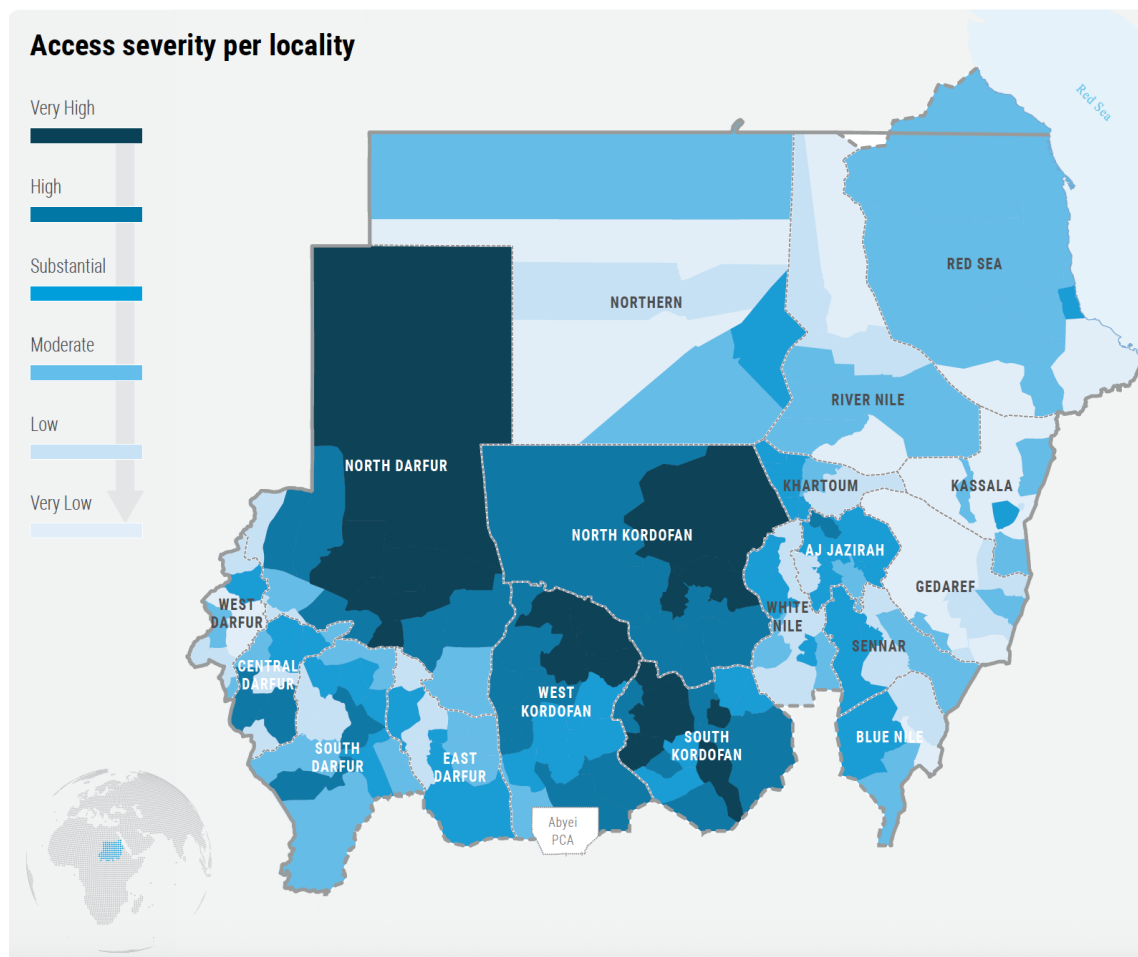 Access severity per locality
Very High
High
Substantial
Moderate
Low
Very Low
Red Sea
RED SEA
NORTHERN
RIVER NILE
NORTH DARFUR
KHARTOUM
KASSALA
NORTH KORDOFAN
AJ JAZIRAH
GEDAREF
WEST
DARFUR
WHITE
NILE
SENNAR
CENTRAL
DARFUR
WEST
KORDOFAN
SOUTH
KORDOFAN
BLUE NILE
SOUTH
DARFUR
EAST
DARFUR
Abyei
PCA